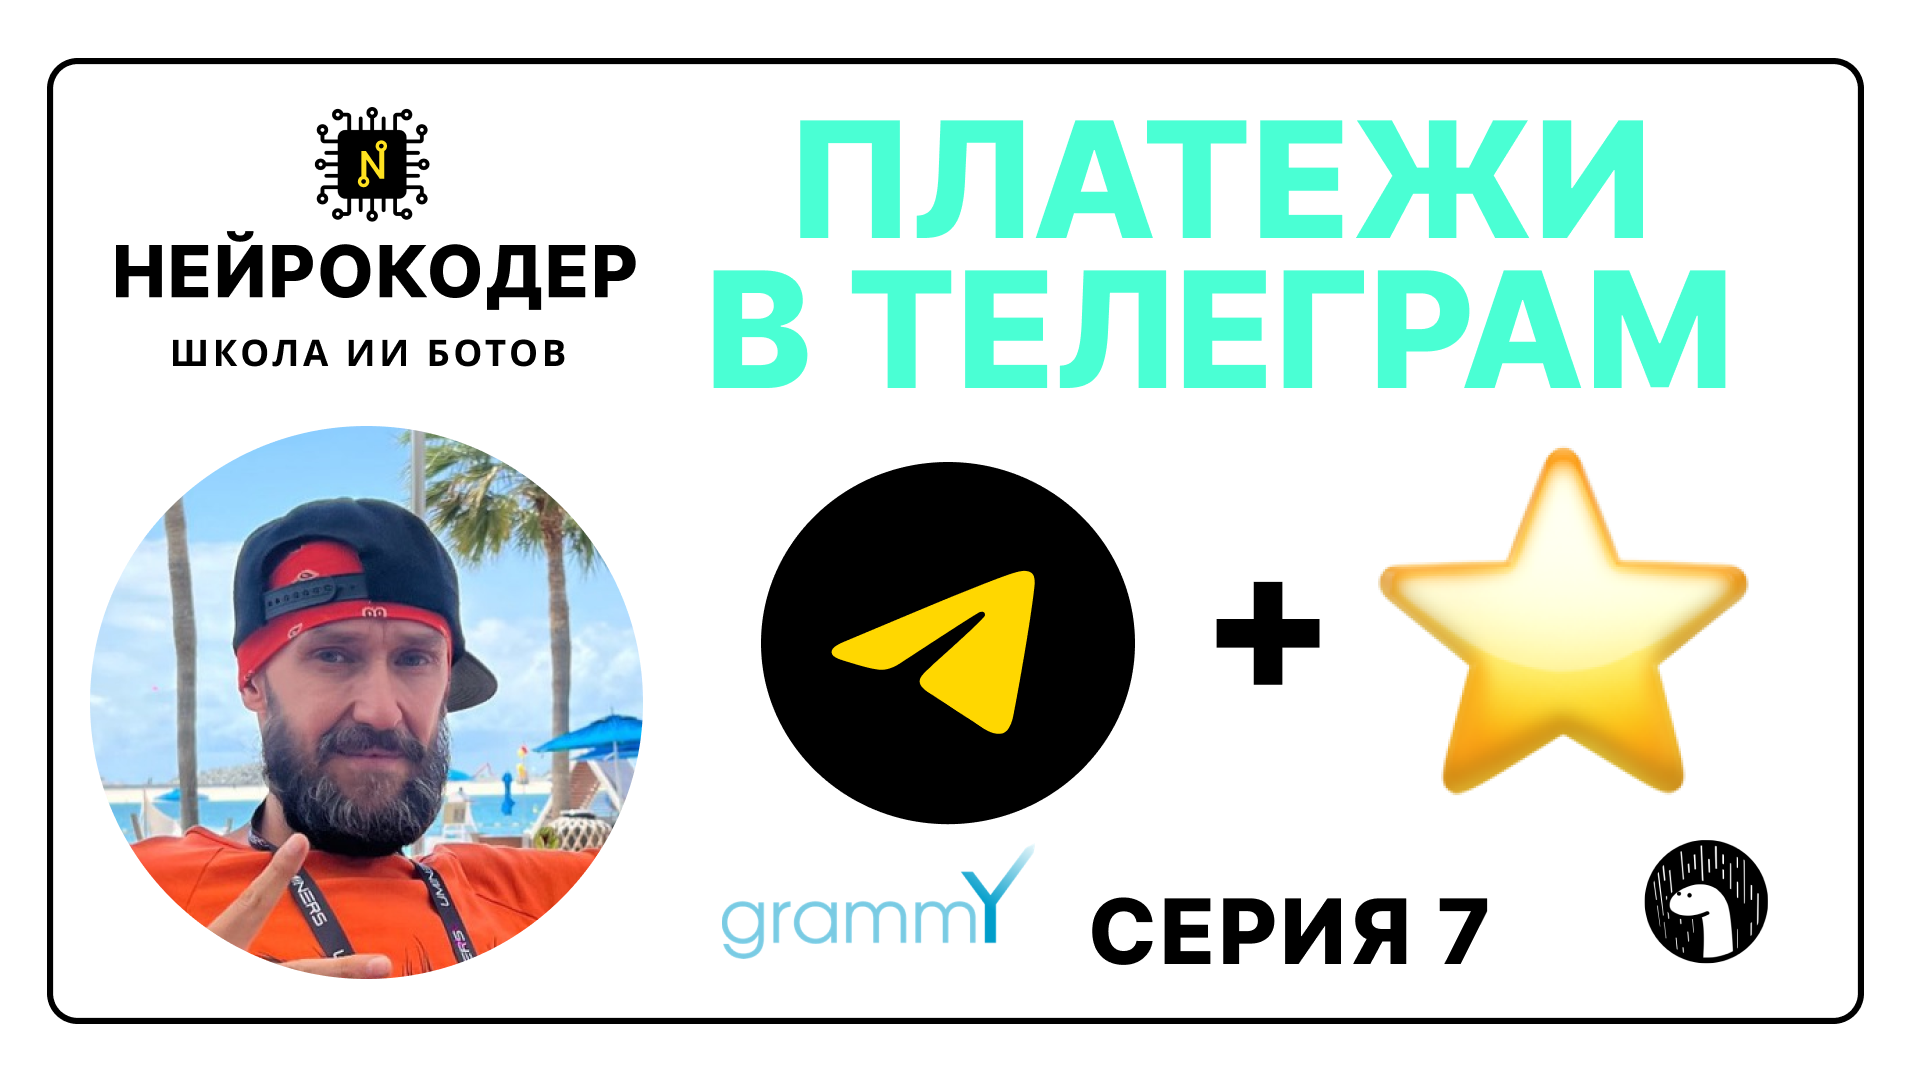 N
НЕЙРОКОДЕР
ШКОЛА ИИ БОТОВ
ПЛАТЕЖИ
В ТЕЛЕГРАМ
+
grammY
СЕРИЯ 7